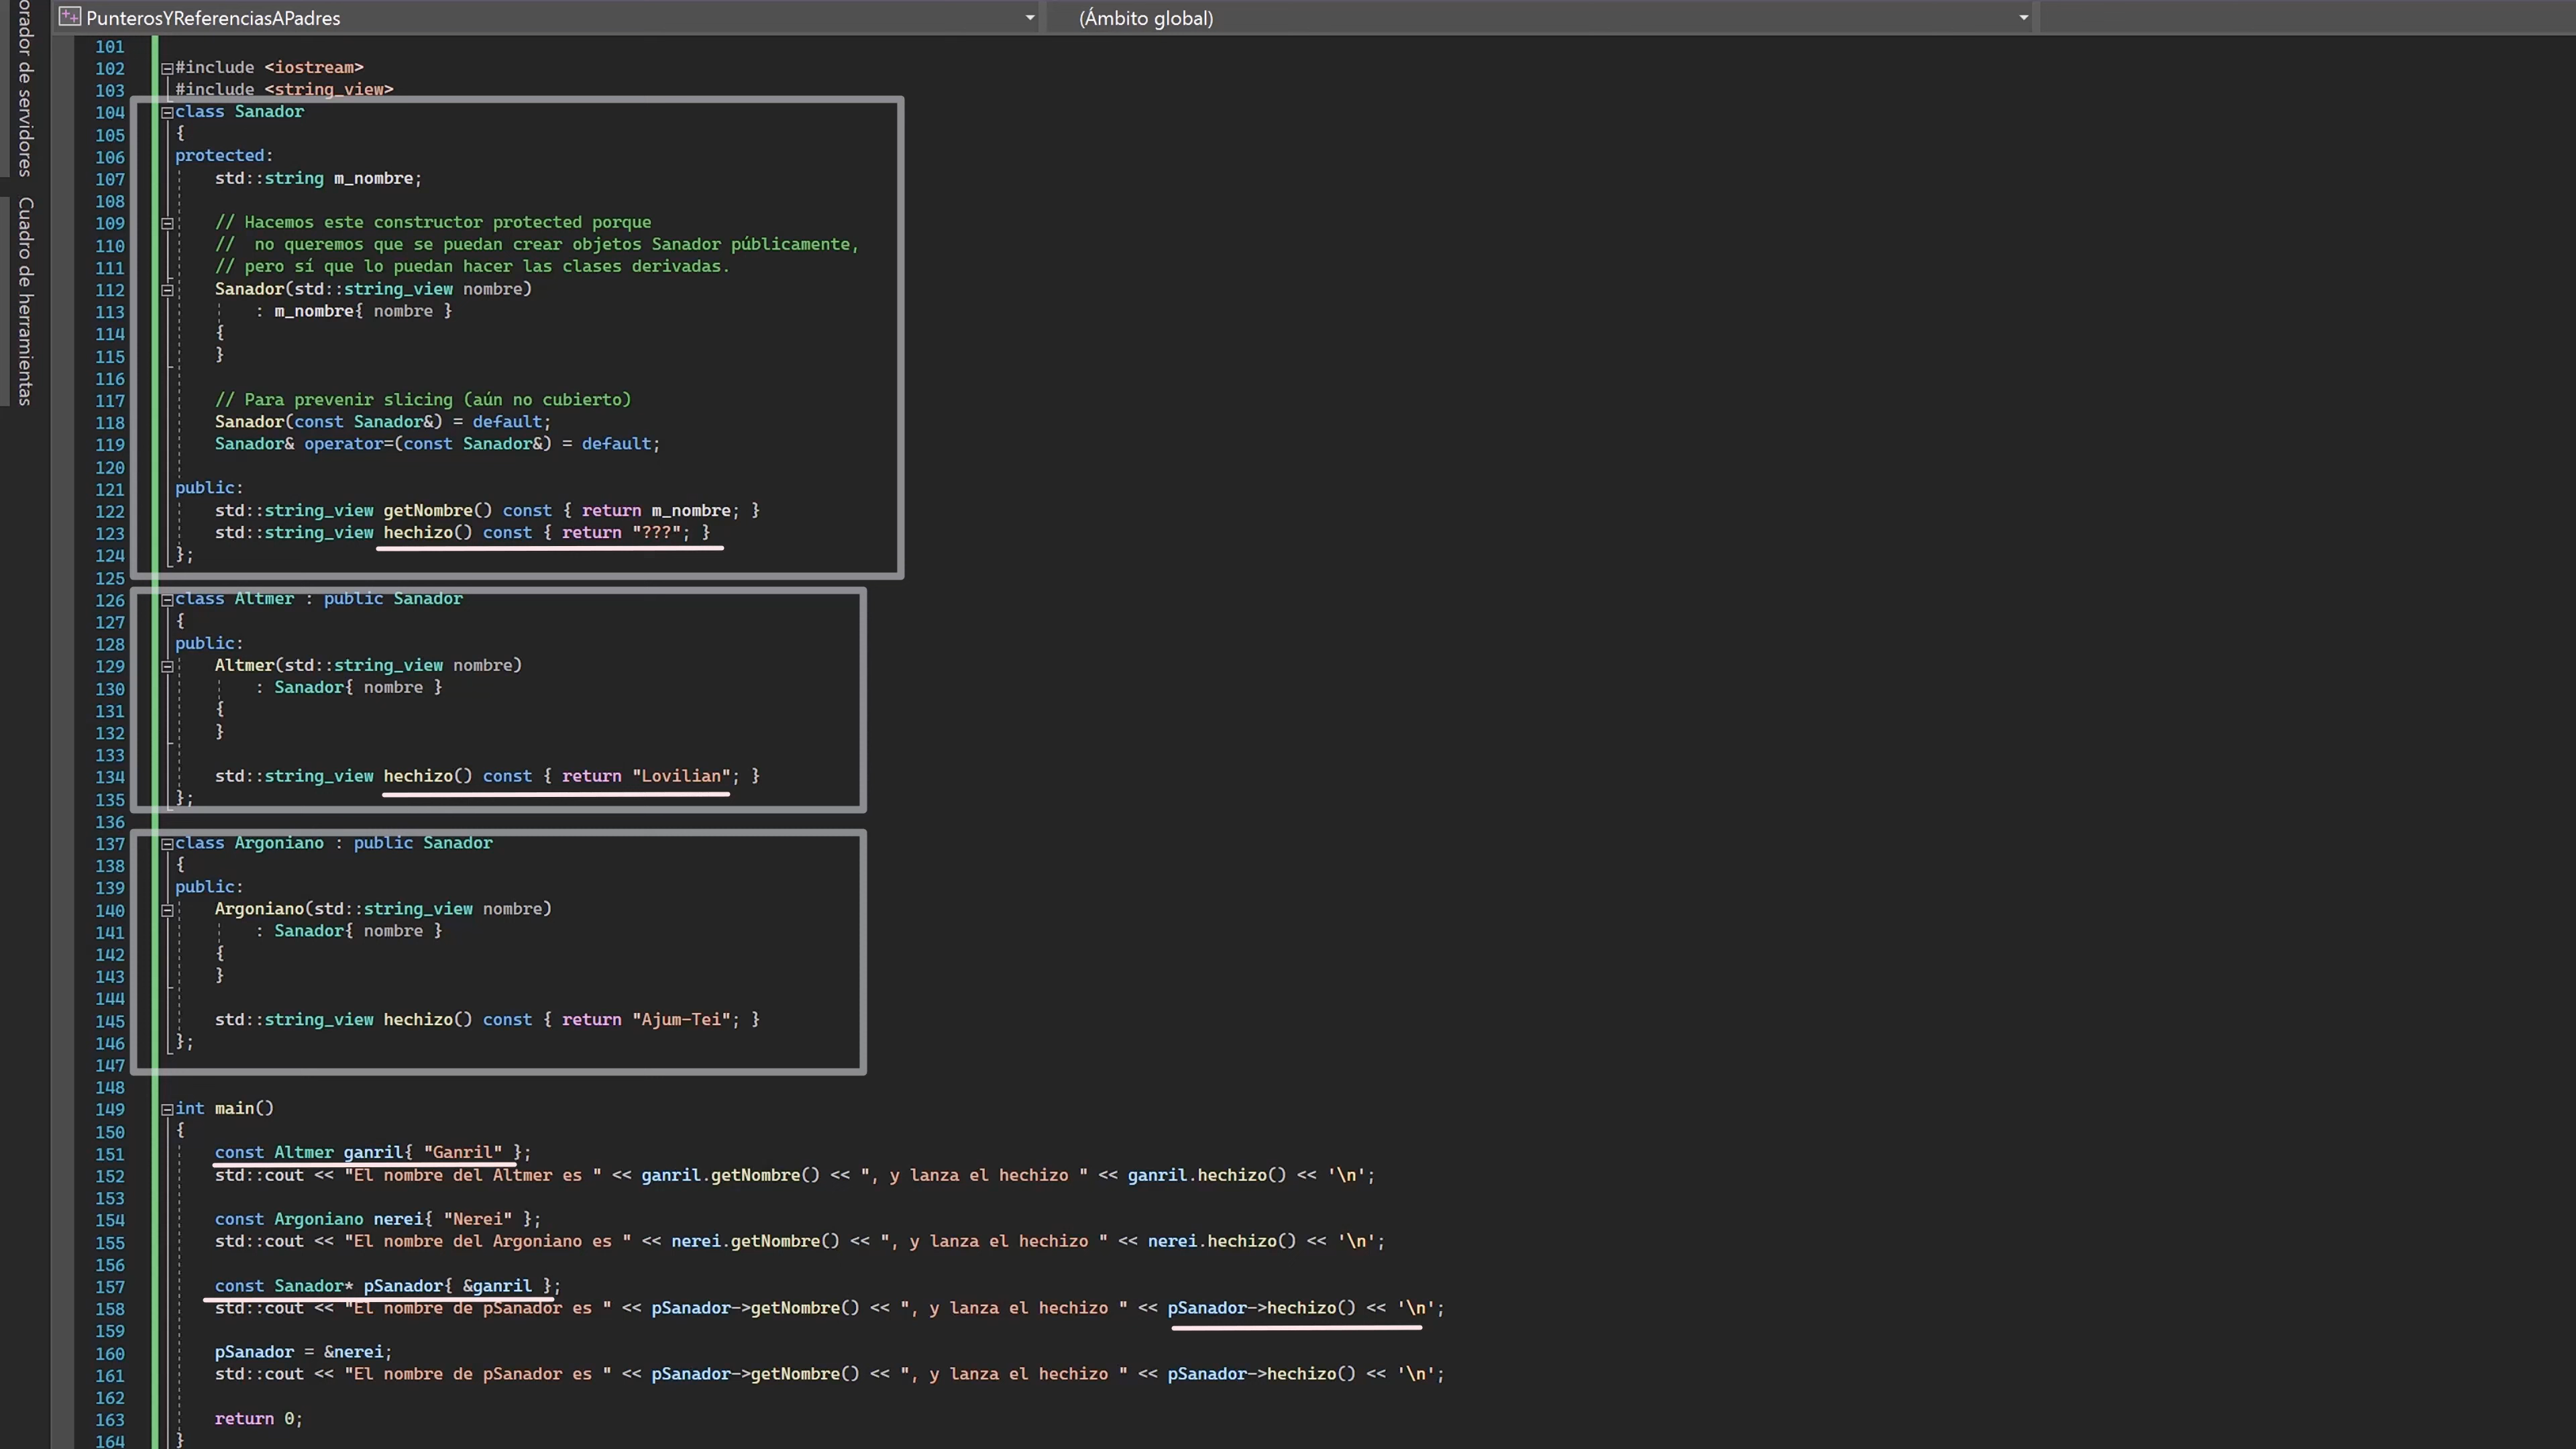 PunterosYReferenciasAPadres
(Ámbito global)
orador de servidores
Cuadro de herramientas
101
102 #include <iostream>
103 #include <string_view>
104 class Sanador
105 {
106 protected:
107 std::string m_nombre;
108
109 // Hacemos este constructor protected porque
110 //  no queremos que se puedan crear objetos Sanador públicamente,
111 // pero sí que lo puedan hacer las clases derivadas.
112 Sanador(std::string_view nombre)
113 : m_nombre{ nombre }
114 {
115 }
116
117 // Para prevenir slicing (aún no cubierto)
118 Sanador(const Sanador&) = default;
119 Sanador& operator=(const Sanador&) = default;
120
121 public:
122 std::string_view getNombre() const { return m_nombre; }
123 std::string_view hechizo() const { return "???"; }
124 };
125
126 class Altmer : public Sanador
127 {
128 public:
129 Altmer(std::string_view nombre)
130 : Sanador{ nombre }
131 {
132 }
133
134 std::string_view hechizo() const { return "Lovilian"; }
135 };
136
137 class Argoniano : public Sanador
138 {
139 public:
140 Argoniano(std::string_view nombre)
141 : Sanador{ nombre }
142 {
143 }
144
145 std::string_view hechizo() const { return "Ajum-Tei"; }
146 };
147
148
149 int main()
150 {
151 const Altmer ganril{ "Ganril" };
152 std::cout << "El nombre del Altmer es " << ganril.getNombre() << ", y lanza el hechizo " << ganril.hechizo() << '\n';
153
154 const Argoniano nerei{ "Nerei" };
155 std::cout << "El nombre del Argoniano es " << nerei.getNombre() << ", y lanza el hechizo " << nerei.hechizo() << '\n';
156
157 const Sanador* pSanador{ &ganril };
158 std::cout << "El nombre de pSanador es " << pSanador->getNombre() << ", y lanza el hechizo " << pSanador->hechizo() << '\n';
159
160 pSanador = &nerei;
161 std::cout << "El nombre de pSanador es " << pSanador->getNombre() << ", y lanza el hechizo " << pSanador->hechizo() << '\n';
162
163 return 0;
164 }